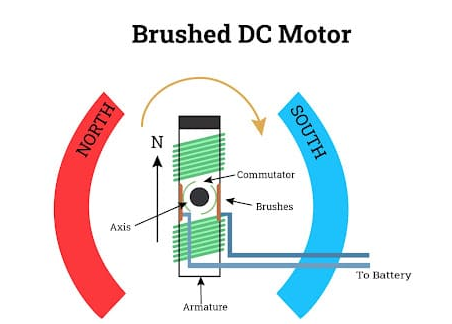 Brushed DC Motor
NORTH
SOUTH
N
Commutator
Brushes
Axis
To Battery
Armature